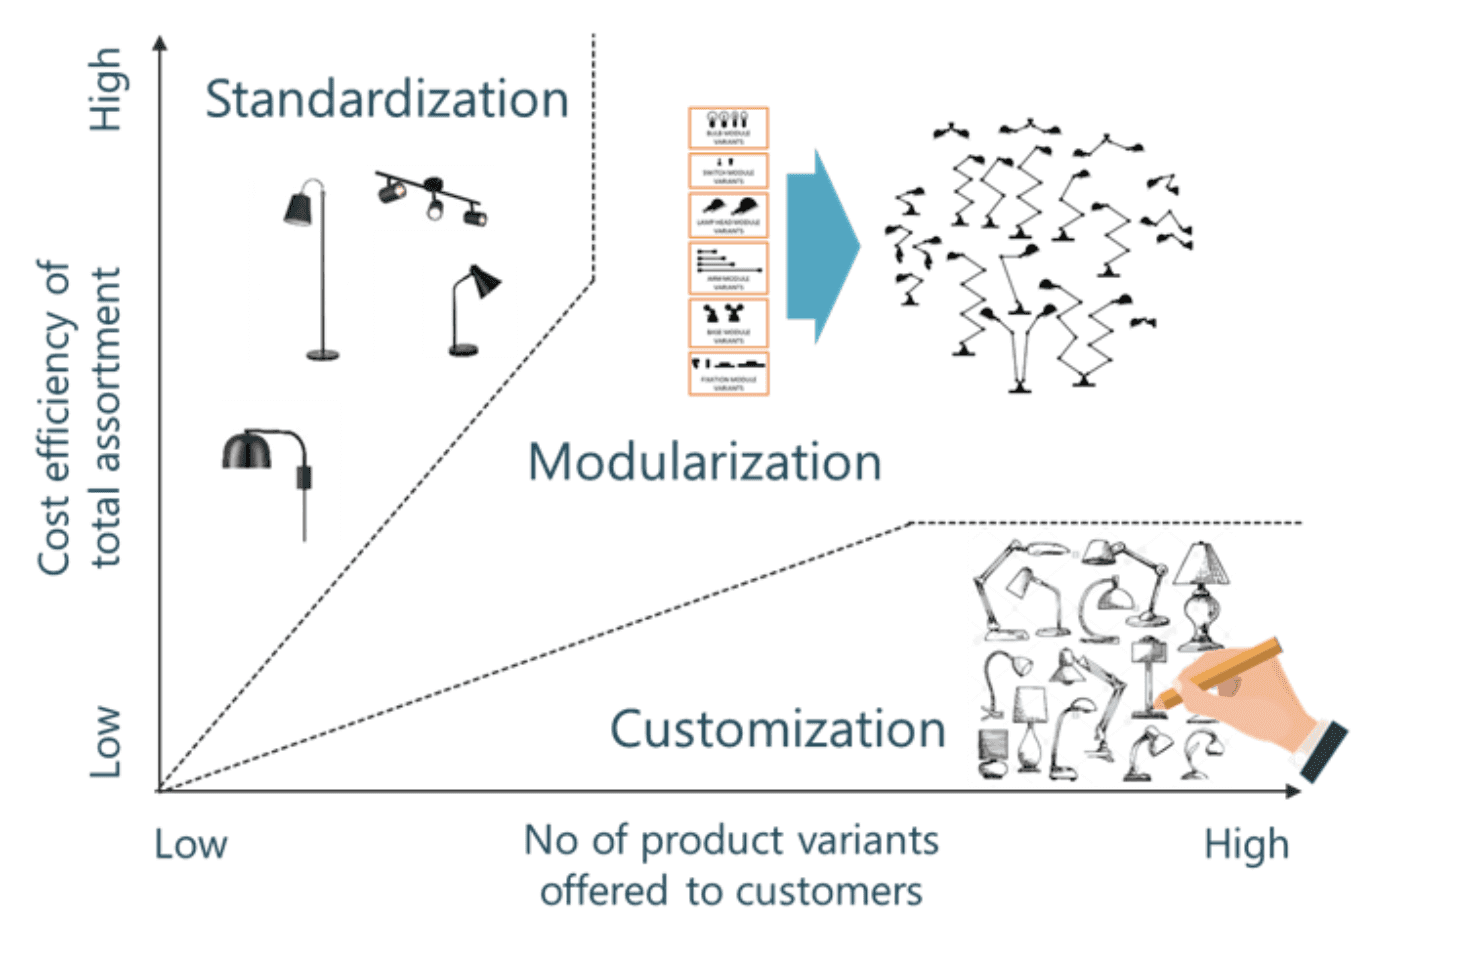 High
Standardization
BULB MODULE
VARIANTS
SWITCH MODULE
VARIANTS
LAMP HEAD MODULE
VARIANTS
ARM MODULE
VARIANTS
BASE MODULE
VARIANTS
FIXATION MODULE
VARIANTS
Cost efficiency of
total assortment
Modularization
Customization
Low
Low
No of product variants
offered to customers
High